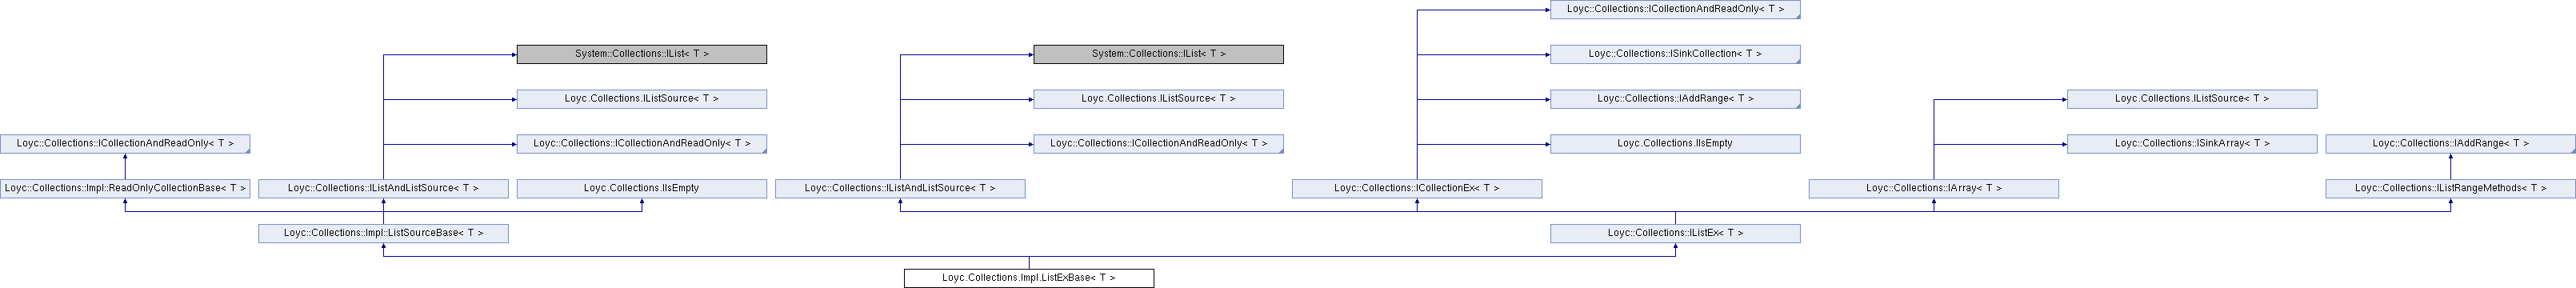 Loyc::Collections::ICollectionAndReadOnly< T >
System::Collections::IList< T >
System::Collections::IList< T >
Loyc::Collections::ISinkCollection< T >
Loyc.Collections.IListSource< T >
Loyc.Collections.IListSource< T >
Loyc::Collections::IAddRange< T >
Loyc.Collections.IListSource< T >
Loyc::Collections::ICollectionAndReadOnly< T >
Loyc::Collections::ICollectionAndReadOnly< T >
Loyc::Collections::ICollectionAndReadOnly< T >
Loyc.Collections.IIsEmpty
Loyc::Collections::ISinkArray< T >
Loyc::Collections::IAddRange< T >
Loyc::Collections::Impl::ReadOnlyCollectionBase< T >
Loyc::Collections::IListAndListSource< T >
Loyc.Collections.IIsEmpty
Loyc::Collections::IListAndListSource< T >
Loyc::Collections::ICollectionEx< T >
Loyc::Collections::IArray< T >
Loyc::Collections::IListRangeMethods< T >
Loyc::Collections::Impl::ListSourceBase< T >
Loyc::Collections::IListEx< T >
Loyc.Collections.Impl.ListExBase< T >